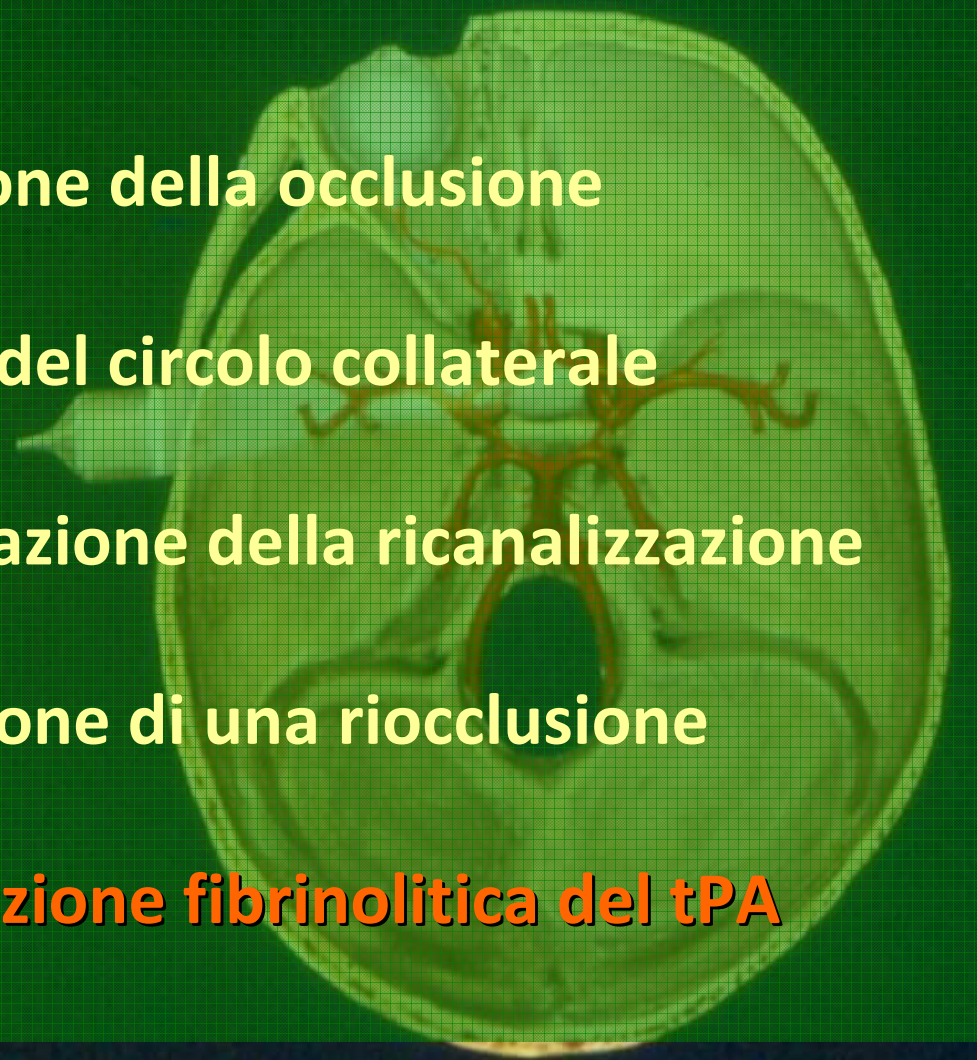 one della occlusione
del circolo collaterale
azione della ricanalizzazione
one di una riocclusione
zione fibrinolitica del tPA